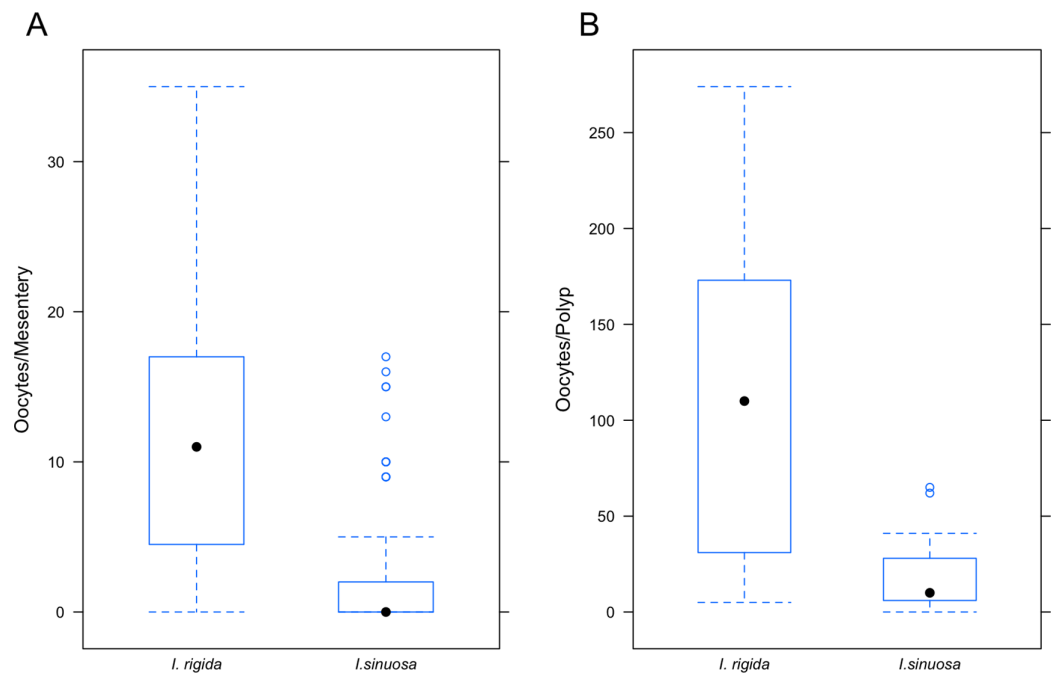 A
Oocytes/Mesentery
30
20
10
0
I. rigida
I.sinuosa
B
Oocytes/Polyp
250
200
150
100
50
0
I. rigida
I.sinuosa